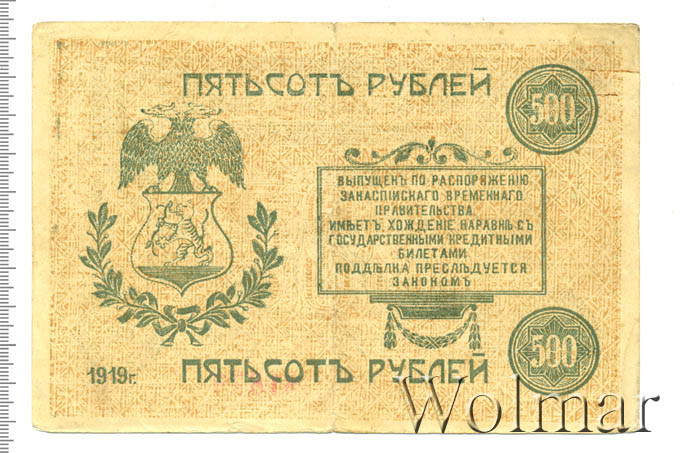 ПЯТЬСОТЪ РУБЛЕЙ
500
ВЫПУЩЕНЪ ПО РАСПОРЯЖЕНИЮ
ЗАКАСПІЙСКАГО ВРЕМЕННАГО
ПРАВИТЕЛЬСТВА.
ИМѢЕТЪ ХОЖДЕНІЕ НАРАВНѢ СЪ
ГОСУДАРСТВЕННЫМИ КРЕДИТНЫМИ
БИЛЕТАМИ
ПОДДѢЛКА ПРЕСЛѢДУЕТСЯ
ЗАКОНОМЪ
500
1919г.
ПЯТЬСОТЪ РУБЛЕЙ
Wolmar